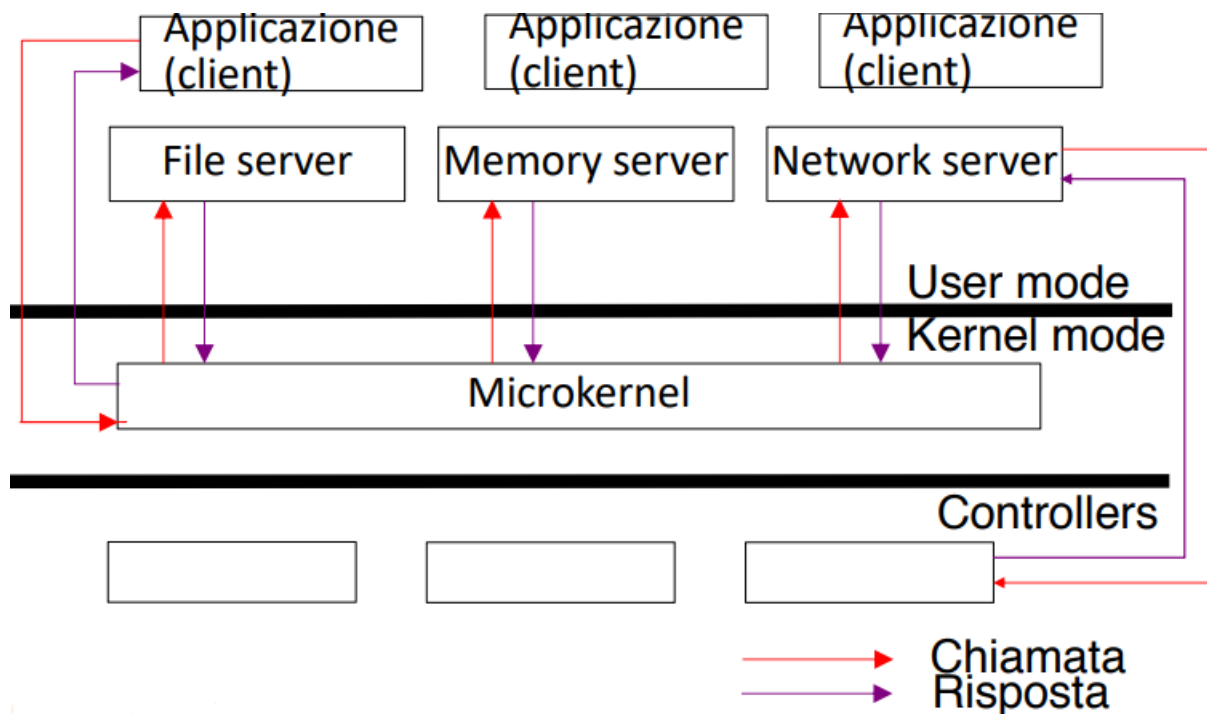 Applicazione
(client)
Applicazione
(client)
Applicazione
(client)
File server
Memory server
Network server
User mode
Kernel mode
Microkernel
Controllers
Chiamata
Risposta